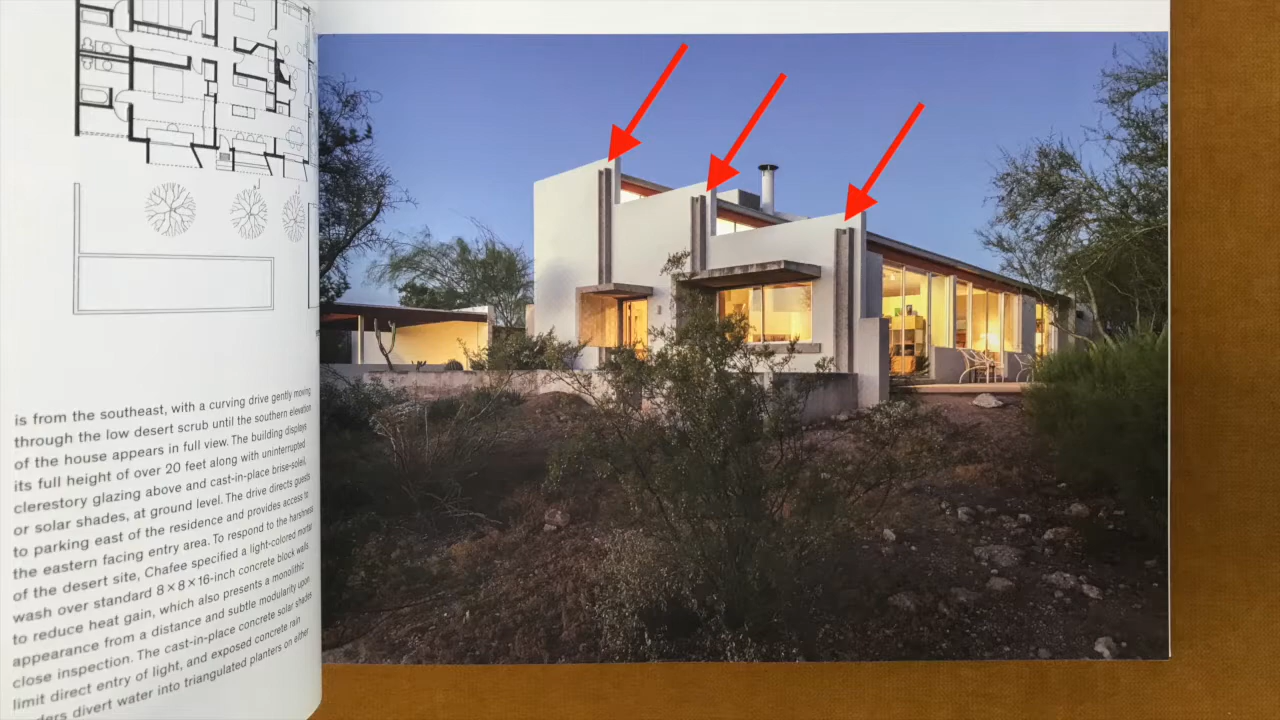 is from the southeast, with a curving drive gently moving
through the low desert scrub until the southern elevation
of the house appears in full view. The building displays
its full height of over 20 feet along with uninterrupted
clerestory glazing above and cast-in-place brise-soleil,
or solar shades, at ground level. The drive directs guests
to parking east of the residence and provides access to
the eastern facing entry area. To respond to the harshness
of the desert site, Chafee specified a light-colored mortar
wash over standard 8×8×16-inch concrete block walls
to reduce heat gain, which also presents a monolithic
appearance from a distance and subtle modularity upon
close inspection. The cast-in-place concrete solar shades
limit direct entry of light, and exposed concrete rain
divert water into triangulated planters on either